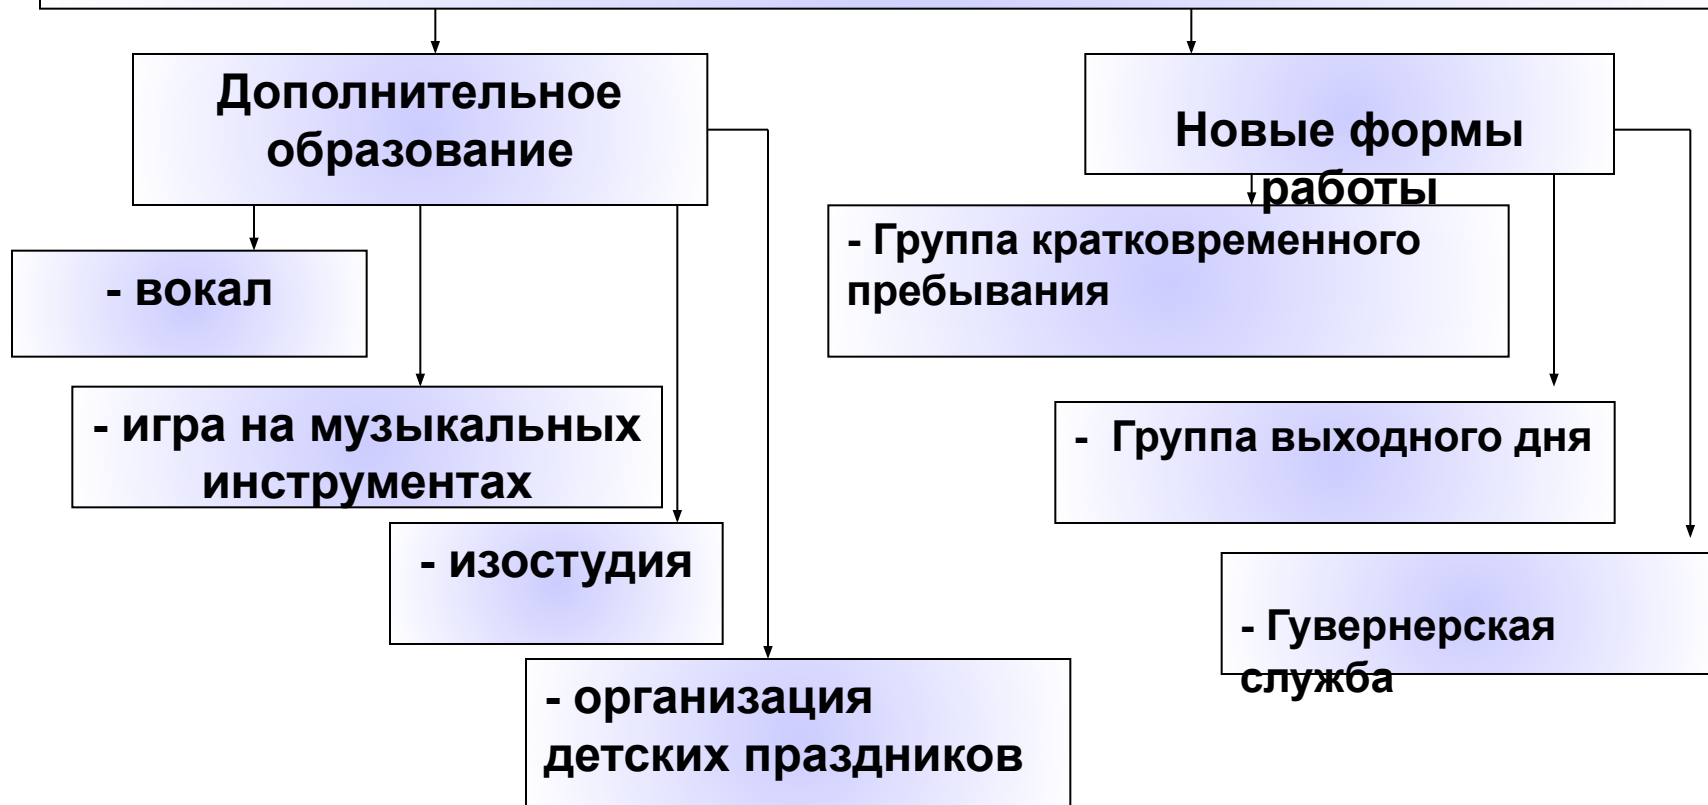 Дополнительное
образование
- вокал
- игра на музыкальных
инструментах
- изостудия
- организация
детских праздников
Новые формы
работы
- Группа кратковременного
пребывания
- Группа выходного дня
- Гувернерская
служба